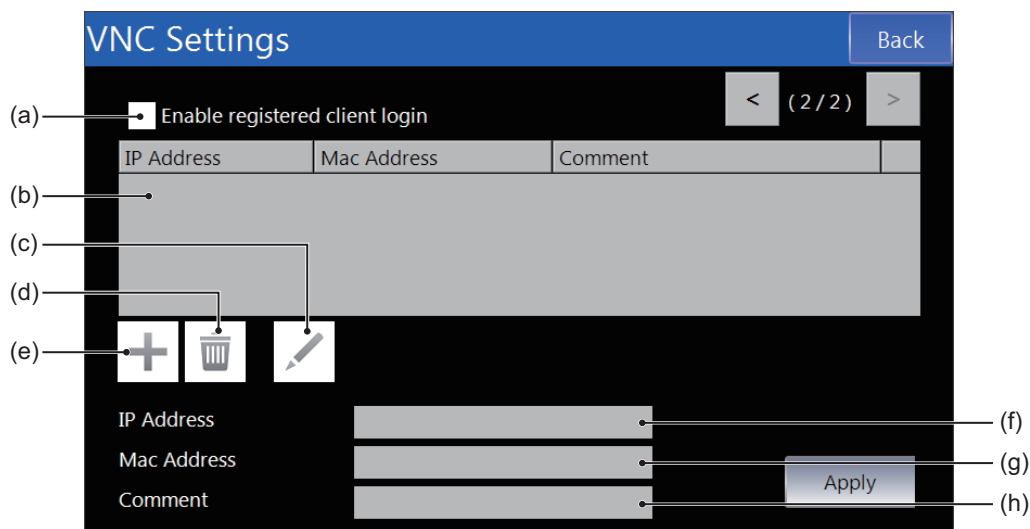 VNC Settings
Back
< (2/2) >
(a)
Enable registered client login
IP Address Mac Address Comment
(b)
(c)
(d)
(e)
IP Address
(f)
Mac Address
(g)
Apply
Comment
(h)